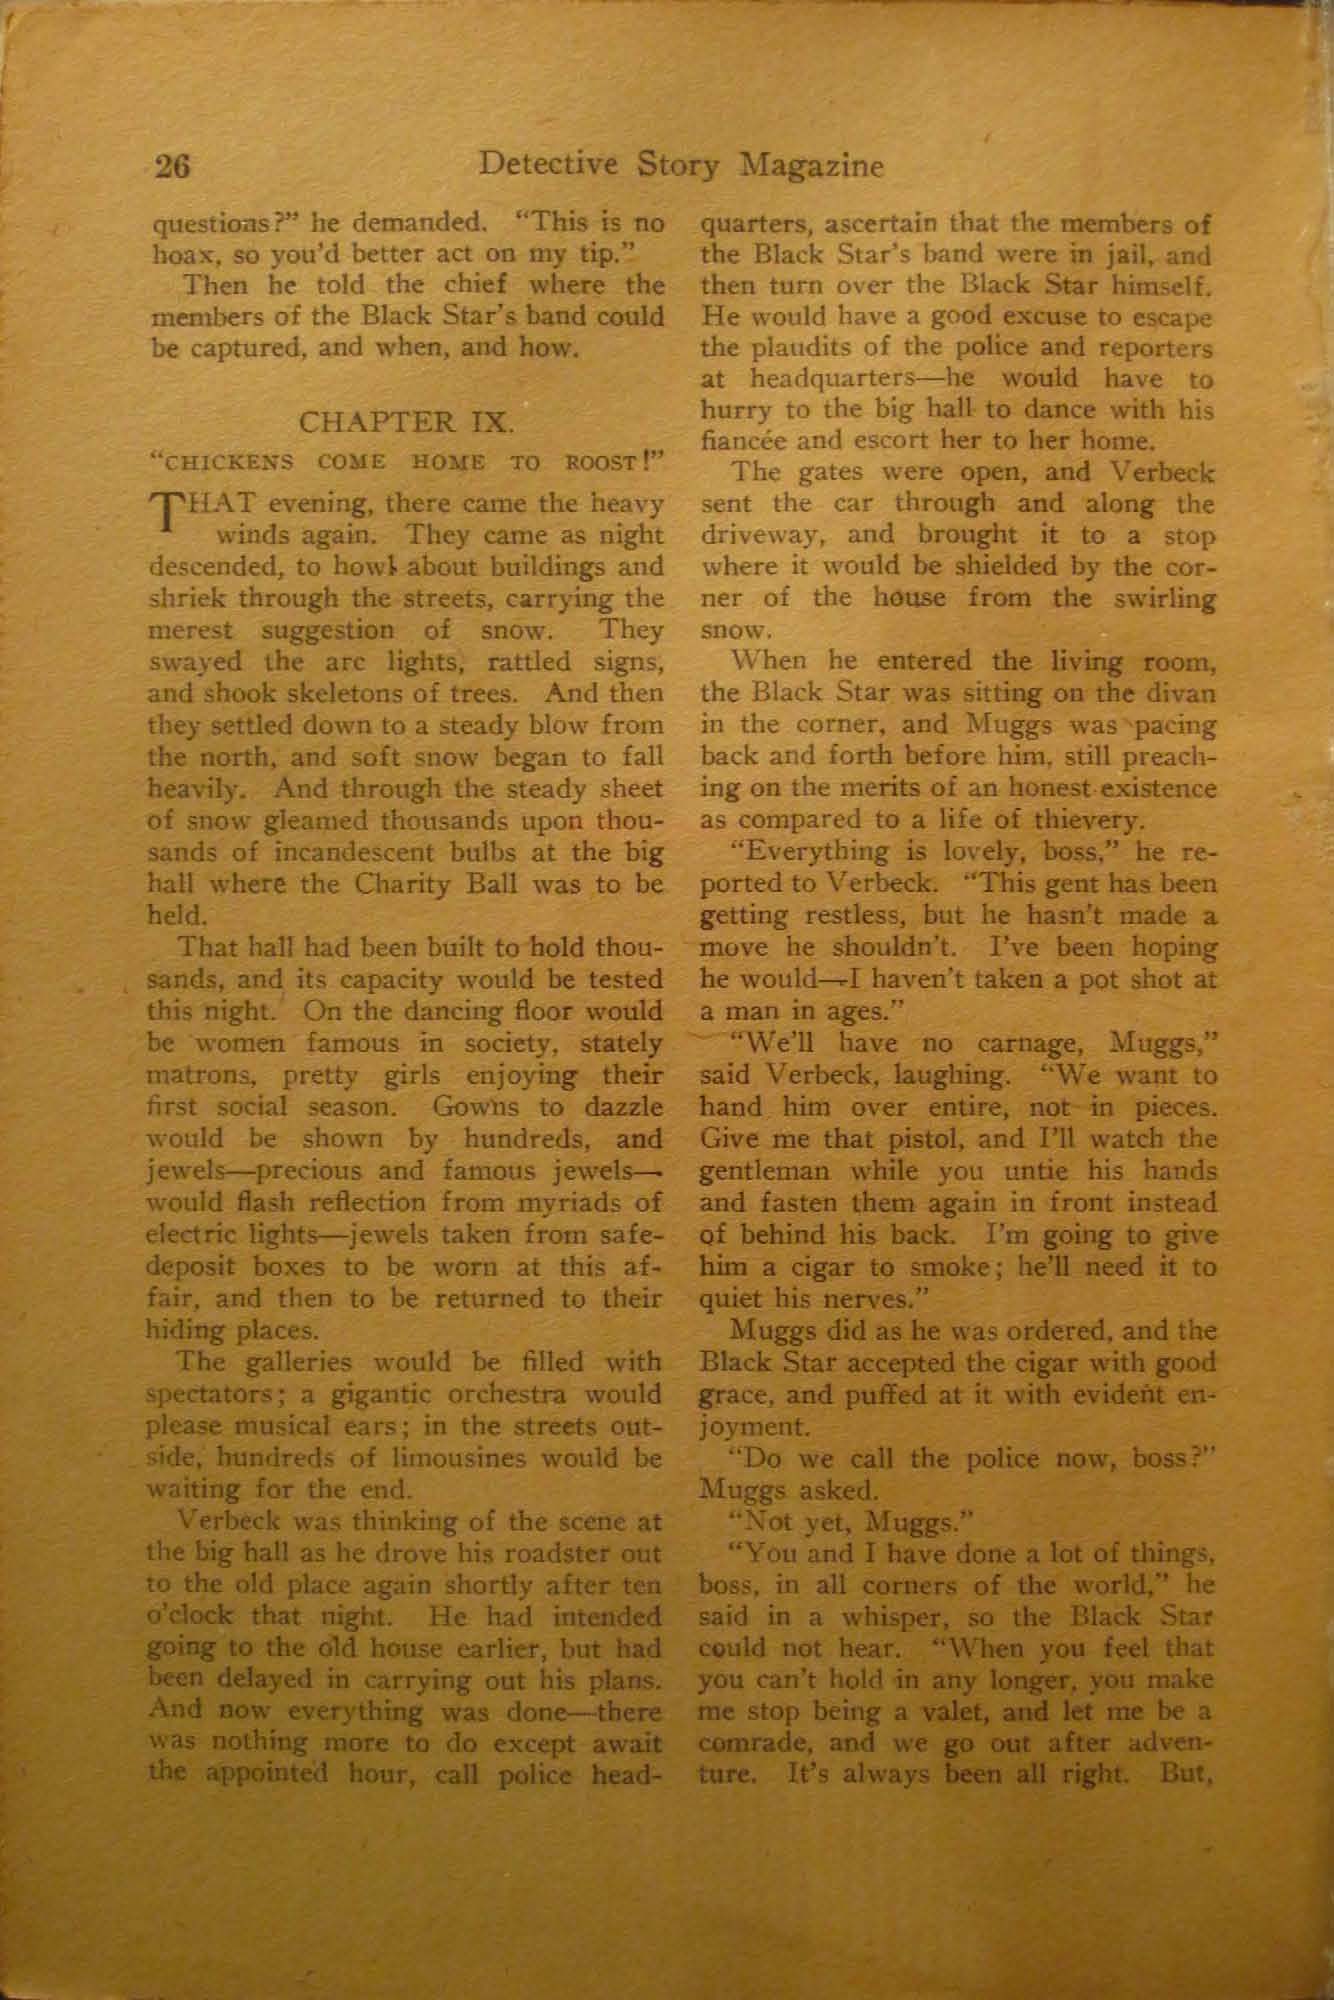 26 Detective Story Magazine
questions?” he demanded. “This is no
hoax, so you’d better act on my tip.”
Then he told the chief where the
members of the Black Star’s band could
be captured, and when, and how.
CHAPTER IX.
“CHICKENS COME HOME TO ROOST!”
THAT evening, there came the heavy
winds again. They came as night
descended, to howl about buildings and
shriek through the streets, carrying the
merest suggestion of snow. They
swayed the arc lights, rattled signs,
and shook skeletons of trees. And then
they settled down to a steady blow from
the north, and soft snow began to fall
heavily. And through the steady sheet
of snow gleamed thousands upon thou-
sands of incandescent bulbs at the big
hall where the Charity Ball was to be
held.
That hall had been built to hold thou-
sands, and its capacity would be tested
this night. On the dancing floor would
be women famous in society, stately
matrons, pretty girls enjoying their
first social season. Gowns to dazzle
would be shown by hundreds, and
jewels—precious and famous jewels—
would flash reflection from myriads of
electric lights—jewels taken from safe-
deposit boxes to be worn at this af-
fair, and then to be returned to their
hiding places.
The galleries would be filled with
spectators; a gigantic orchestra would
please musical ears; in the streets out-
side, hundreds of limousines would be
waiting for the end.
Verbeck was thinking of the scene at
the big hall as he drove his roadster out
to the old place again shortly after ten
o’clock that night. He had intended
going to the old house earlier, but had
been delayed in carrying out his plans.
And now everything was done—there
was nothing more to do except await
the appointed hour, call police head-
quarters, ascertain that the members of
the Black Star’s band were in jail, and
then turn over the Black Star himself.
He would have a good excuse to escape
the plaudits of the police and reporters
at headquarters—he would have to
hurry to the big hall to dance with his
fiancée and escort her to her home.
The gates were open, and Verbeck
sent the car through and along the
driveway, and brought it to a stop
where it would be shielded by the cor-
ner of the house from the swirling
snow.
When he entered the living room,
the Black Star was sitting on the divan
in the corner, and Muggs was pacing
back and forth before him, still preach-
ing on the merits of an honest existence
as compared to a life of thievery.
“Everything is lovely, boss,” he re-
ported to Verbeck. “This gent has been
getting restless, but he hasn’t made a
move he shouldn’t. I’ve been hoping
he would—I haven’t taken a pot shot at
a man in ages.”
“We’ll have no carnage, Muggs,”
said Verbeck, laughing. “We want to
hand him over entire, not in pieces.
Give me that pistol, and I’ll watch the
gentleman while you untie his hands
and fasten them again in front instead
of behind his back. I’m going to give
him a cigar to smoke; he’ll need it to
quiet his nerves.”
Muggs did as he was ordered, and the
Black Star accepted the cigar with good
grace, and puffed at it with evident en-
joyment.
“Do we call the police now, boss?”
Muggs asked.
“Not yet, Muggs.”
“You and I have done a lot of things,
boss, in all corners of the world,” he
said in a whisper, so the Black Star
could not hear. “When you feel that
you can’t hold in any longer, you make
me stop being a valet, and let me be a
comrade, and we go out after adven-
ture. It’s always been all right. But,